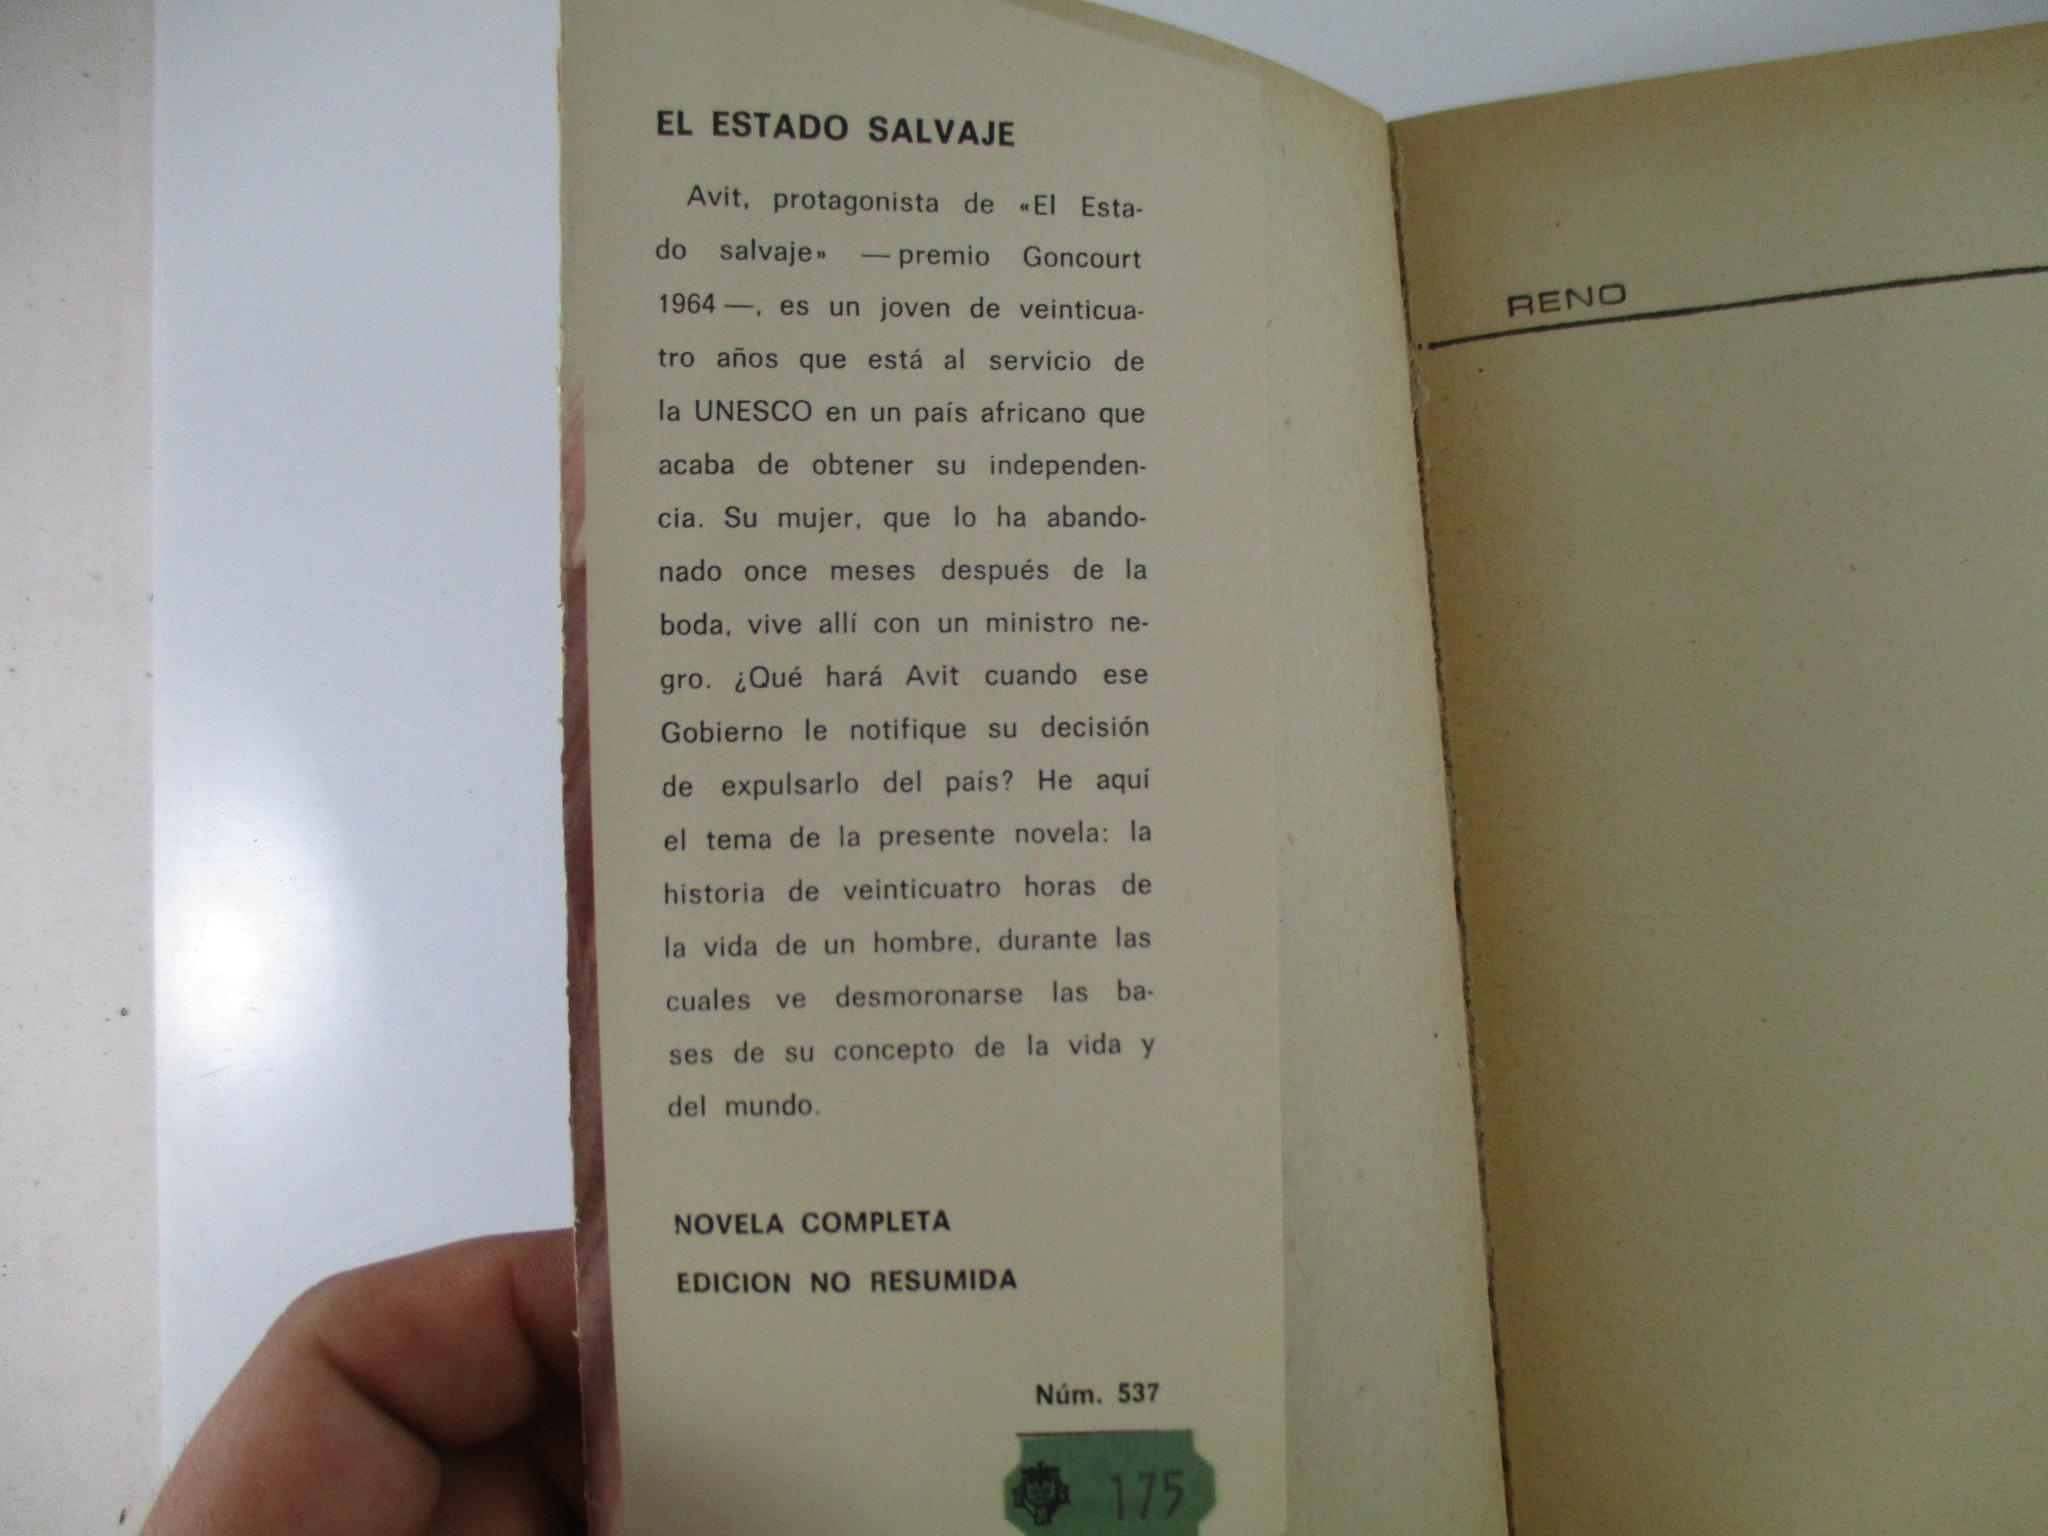 EL ESTADO SALVAJE
Avit, protagonista de «El Esta-
do salvaje» — premio Goncourt
1964 —, es un joven de veinticua-
tro años que está al servicio de
la UNESCO en un país africano que
acaba de obtener su independen-
cia. Su mujer, que lo ha abando-
nado once meses después de la
boda, vive allí con un ministro ne-
gro. ¿Qué hará Avit cuando ese
Gobierno le notifique su decisión
de expulsarlo del país? He aquí
el tema de la presente novela: la
historia de veinticuatro horas de
la vida de un hombre, durante las
cuales ve desmoronarse las ba-
ses de su concepto de la vida y
del mundo.
NOVELA COMPLETA
EDICION NO RESUMIDA
Núm. 537
175
RENO